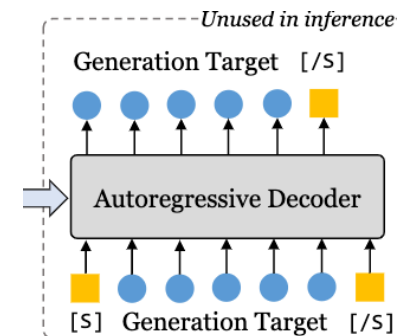 Unused in inference
Generation Target [/S]
Autoregressive Decoder
[S] Generation Target [/S]